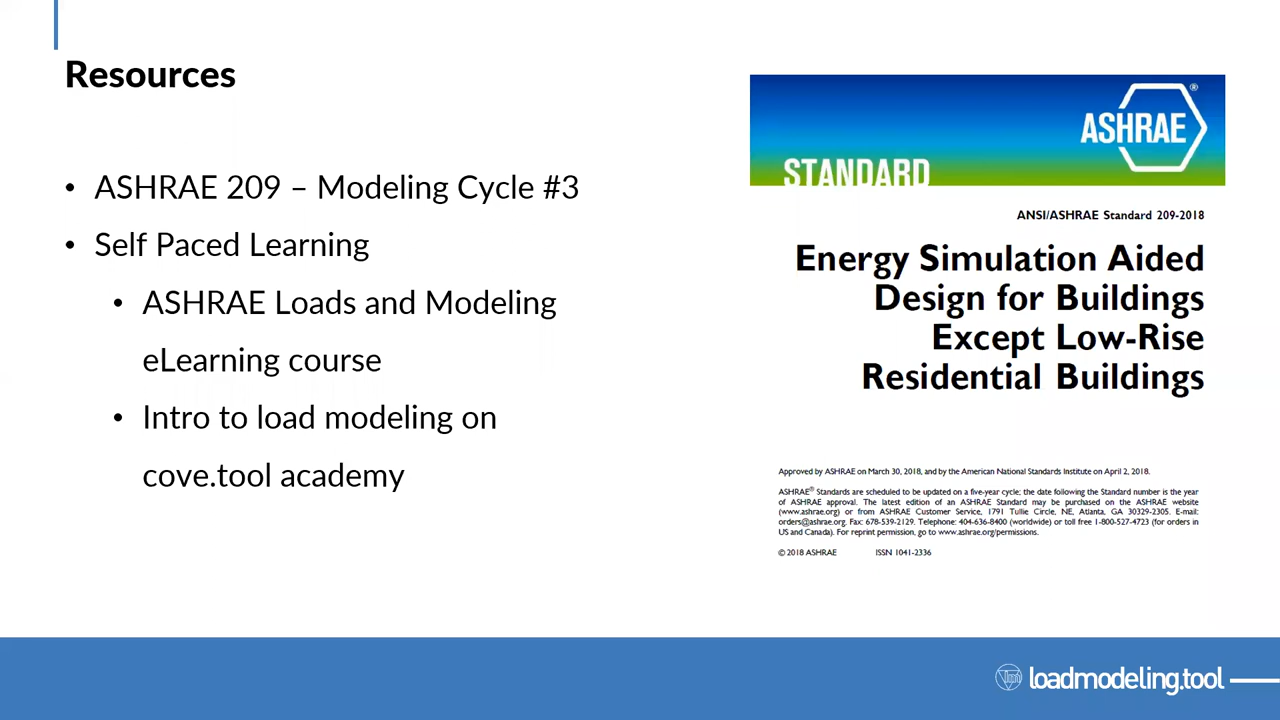 Resources
• ASHRAE 209 – Modeling Cycle #3
• Self Paced Learning
• ASHRAE Loads and Modeling
eLearning course
• Intro to load modeling on
cove.tool academy
ASHRAE®
STANDARD
ANSI/ASHRAE Standard 209-2018
Energy Simulation Aided
Design for Buildings
Except Low-Rise
Residential Buildings
Approved by ASHRAE on March 30, 2018, and by the American National Standards Institute on April 2, 2018.
ASHRAE® Standards are scheduled to be updated on a five-year cycle; the date following the Standard number is the year
of ASHRAE approval. The latest edition of an ASHRAE Standard may be purchased on the ASHRAE website
(www.ashrae.org) or from ASHRAE Customer Service, 1791 Tullie Circle, NE, Atlanta, GA 30329-2305. E-mail:
orders@ashrae.org. Fax: 678-539-2129. Telephone: 404-636-8400 (worldwide) or toll free 1-800-527-4723 (for orders in
US and Canada). For reprint permission, go to www.ashrae.org/permissions.
© 2018 ASHRAE ISSN 1041-2336
loadmodeling.tool